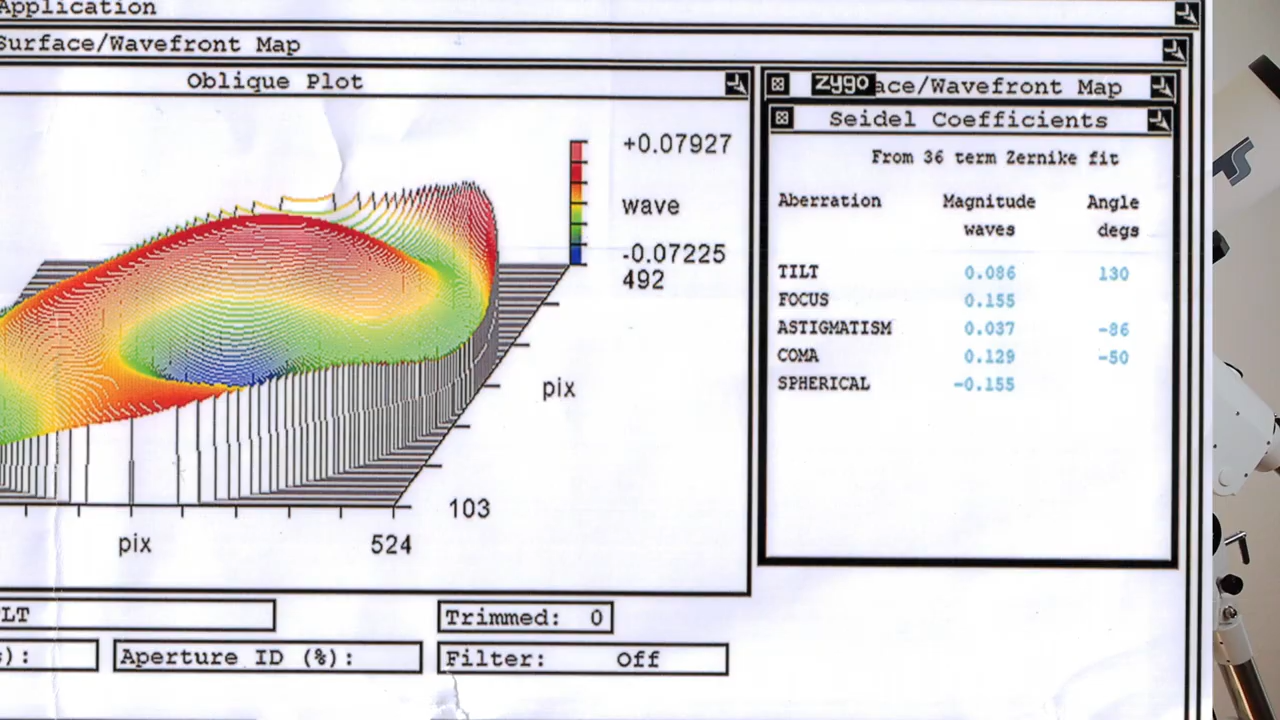 Application
Surface/Wavefront Map
Oblique Plot
+0.07927
wave
-0.07225
492
pix
103
pix
524
LT
Trimmed: 0
s):
Aperture ID (%):
Filter: Off
zygo
ace/Wavefront Map
Seidel Coefficients
From 36 term Zernike fit
Aberration Magnitude Angle
waves degs
TILT 0.086 130
FOCUS 0.155
ASTIGMATISM 0.037 -86
COMA 0.129 -50
SPHERICAL -0.155
TS